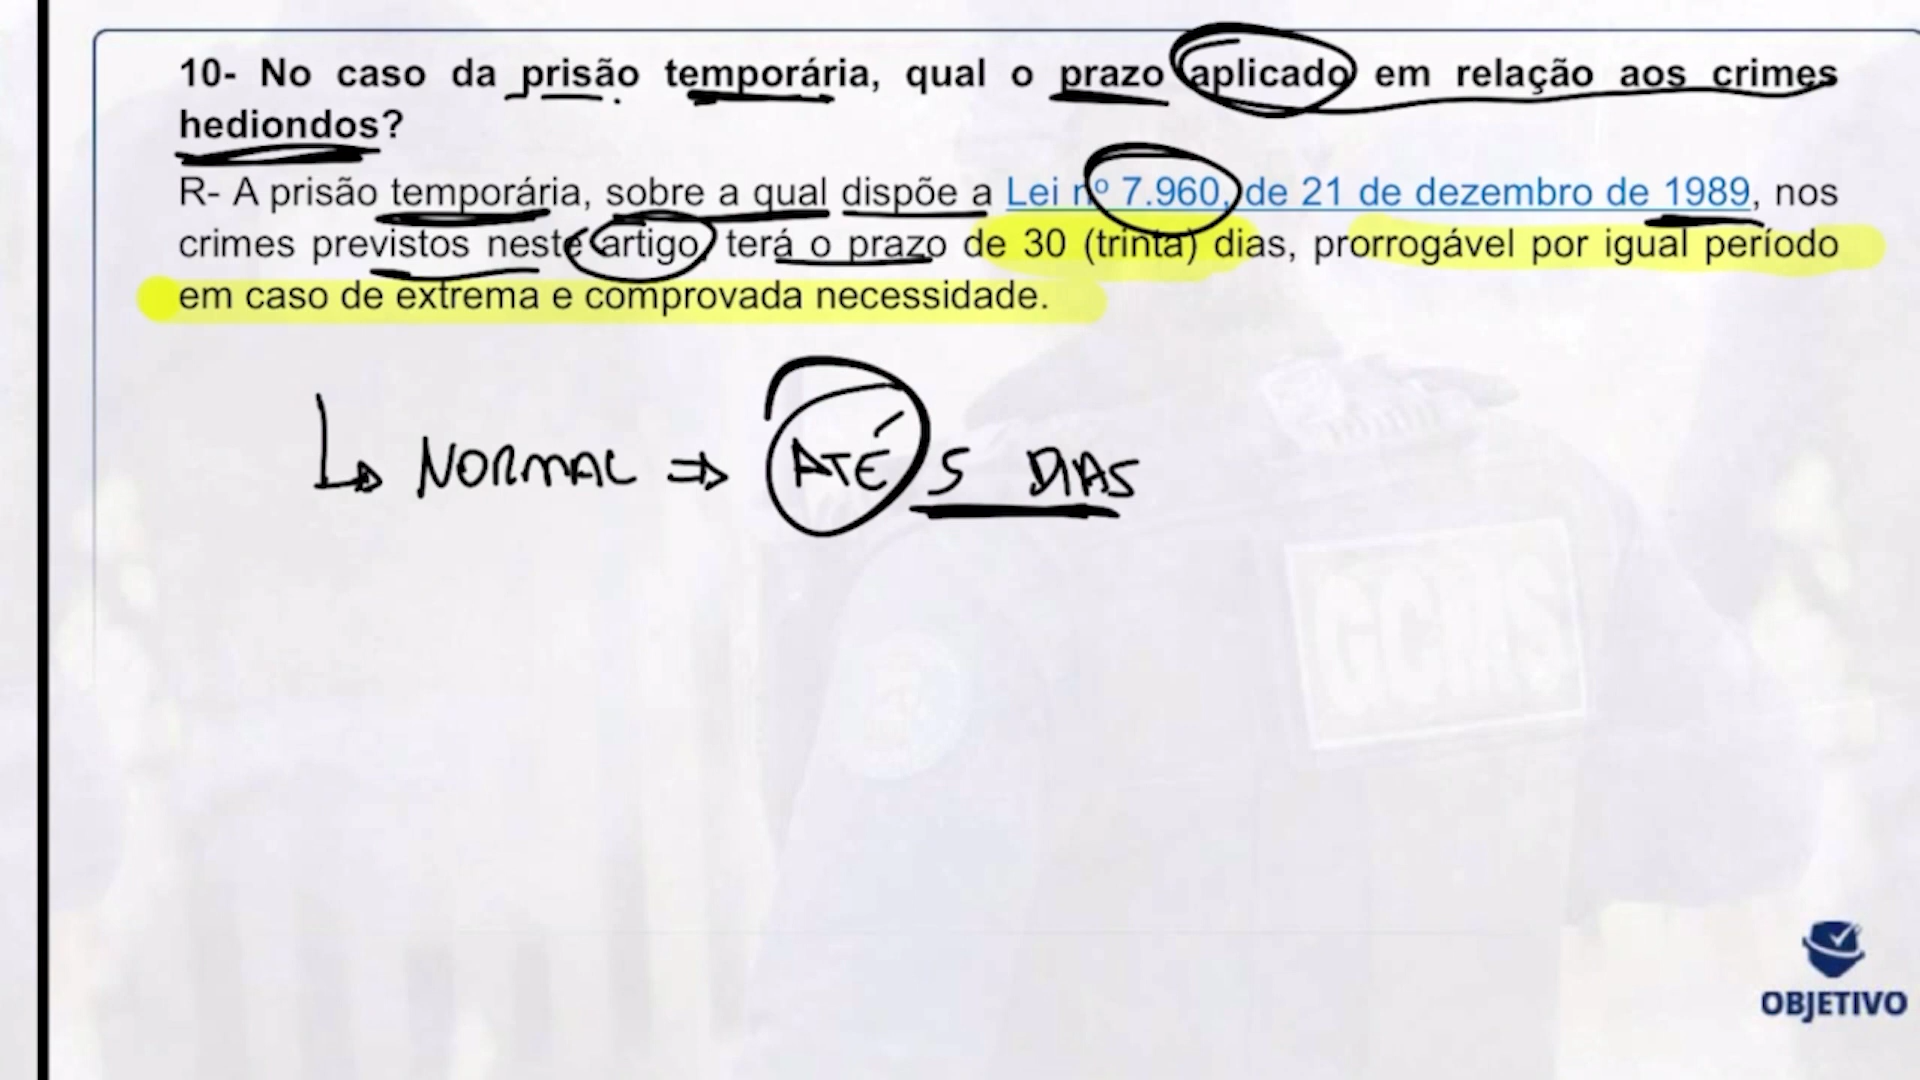 10- No caso da prisão temporária, qual o prazo aplicado em relação aos crimes
hediondos?
R- A prisão temporária, sobre a qual dispõe a Lei nº 7.960, de 21 de dezembro de 1989, nos
crimes previstos neste artigo, terá o prazo de 30 (trinta) dias, prorrogável por igual período
em caso de extrema e comprovada necessidade.
NORMAL ⇒ ATÉ 5 DIAS
OBJETIVO